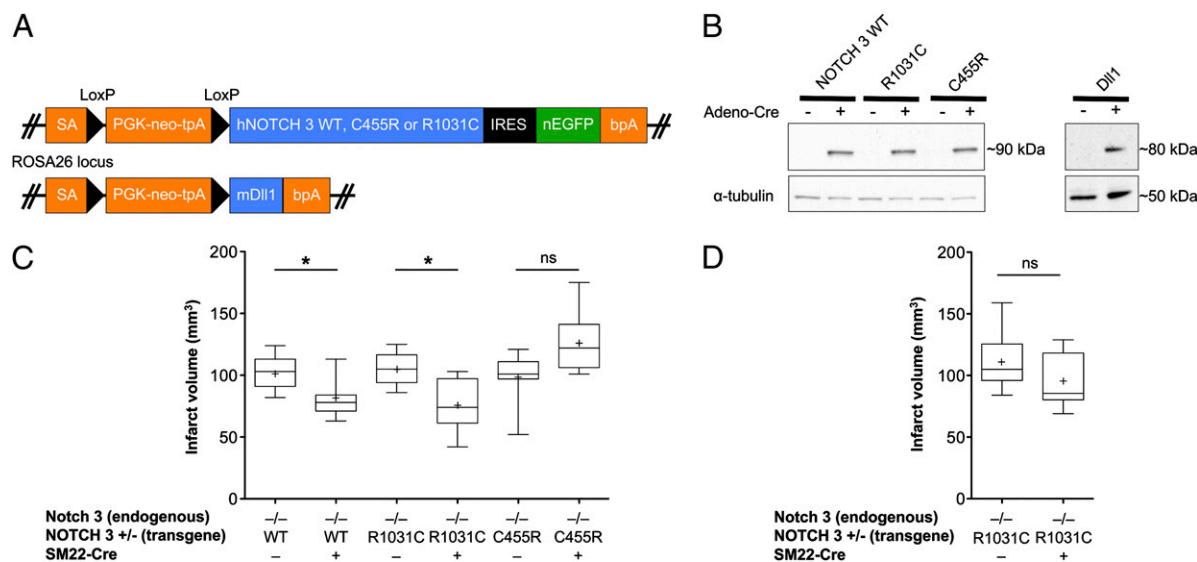 A
LoxP LoxP
SA PGK-neo-tpA hNOTCH 3 WT, C455R or R1031C IRES nEGFP bpA
ROSA26 locus
SA PGK-neo-tpA mDll1 bpA
B
NOTCH 3 WT R1031C C455R Dll1
Adeno-Cre - + - + - + - +
~90 kDa ~80 kDa
α-tubulin ~50 kDa
C
Infarct volume (mm³)
200
150
100
50
0
* * ns
Notch 3 (endogenous) –/– –/– –/– –/– –/– –/–
NOTCH 3 +/- (transgene) WT WT R1031C R1031C C455R C455R
SM22-Cre – + – + – +
D
Infarct volume (mm³)
200
150
100
50
0
ns
Notch 3 (endogenous) –/– –/–
NOTCH 3 +/- (transgene) R1031C R1031C
SM22-Cre – +